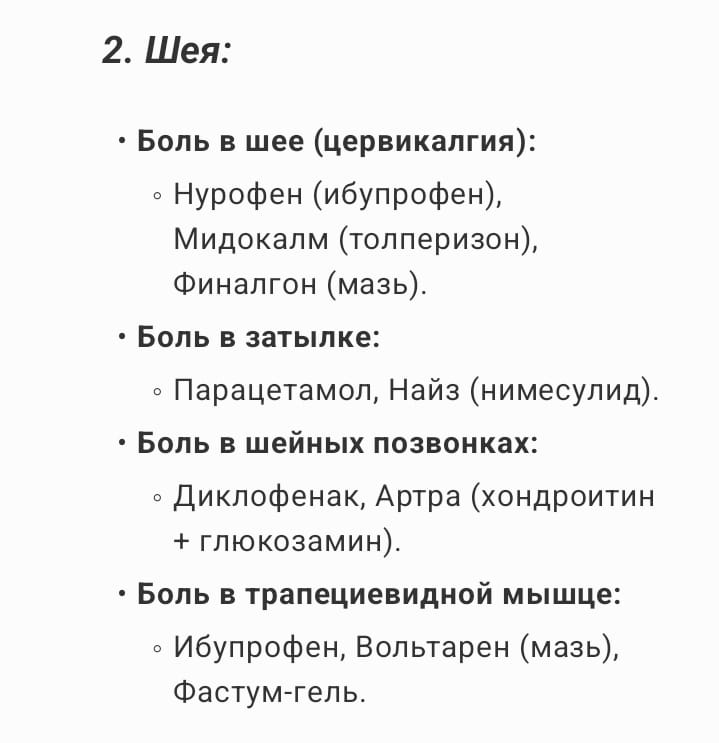 2. Шея:
• Боль в шее (цервикалгия):
◦ Нурофен (ибупрофен),
Мидокалм (толперизон),
Финалгон (мазь).
• Боль в затылке:
◦ Парацетамол, Найз (нимесулид).
• Боль в шейных позвонках:
◦ Диклофенак, Артра (хондроитин
+ глюкозамин).
• Боль в трапециевидной мышце:
◦ Ибупрофен, Вольтарен (мазь),
Фастум-гель.